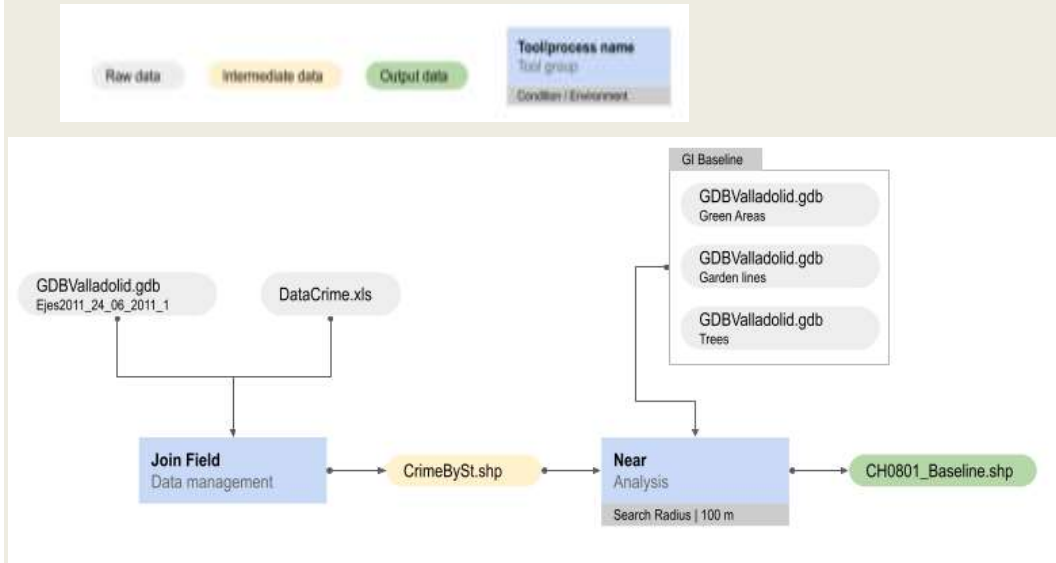 Raw data
Intermediate data
Output data
Tool/process name
Tool group
Condition / Environment
GI Baseline
GDBValladolid.gdb
Green Areas
GDBValladolid.gdb
Garden lines
GDBValladolid.gdb
Trees
GDBValladolid.gdb
Ejes2011_24_06_2011_1
DataCrime.xls
Join Field
Data management
CrimeBySt.shp
Near
Analysis
Search Radius | 100 m
CH0801_Baseline.shp